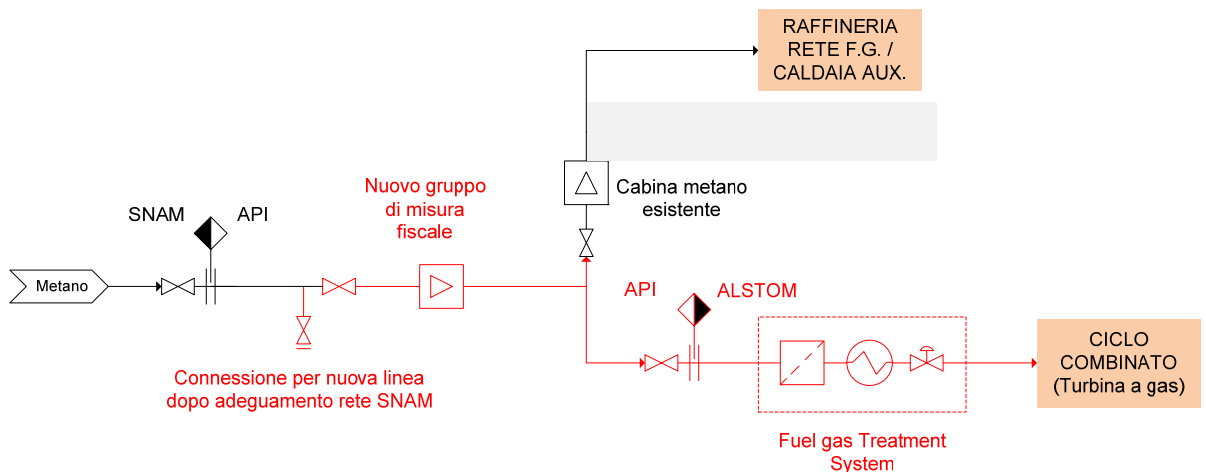 RAFFINERIA
RETE F.G. /
CALDAIA AUX.
Nuovo gruppo
di misura
fiscale
Cabina metano
esistente
SNAM
API
Metano
API
ALSTOM
Connessione per nuova linea
dopo adeguamento rete SNAM
CICLO
COMBINATO
(Turbina a gas)
Fuel gas Treatment
System